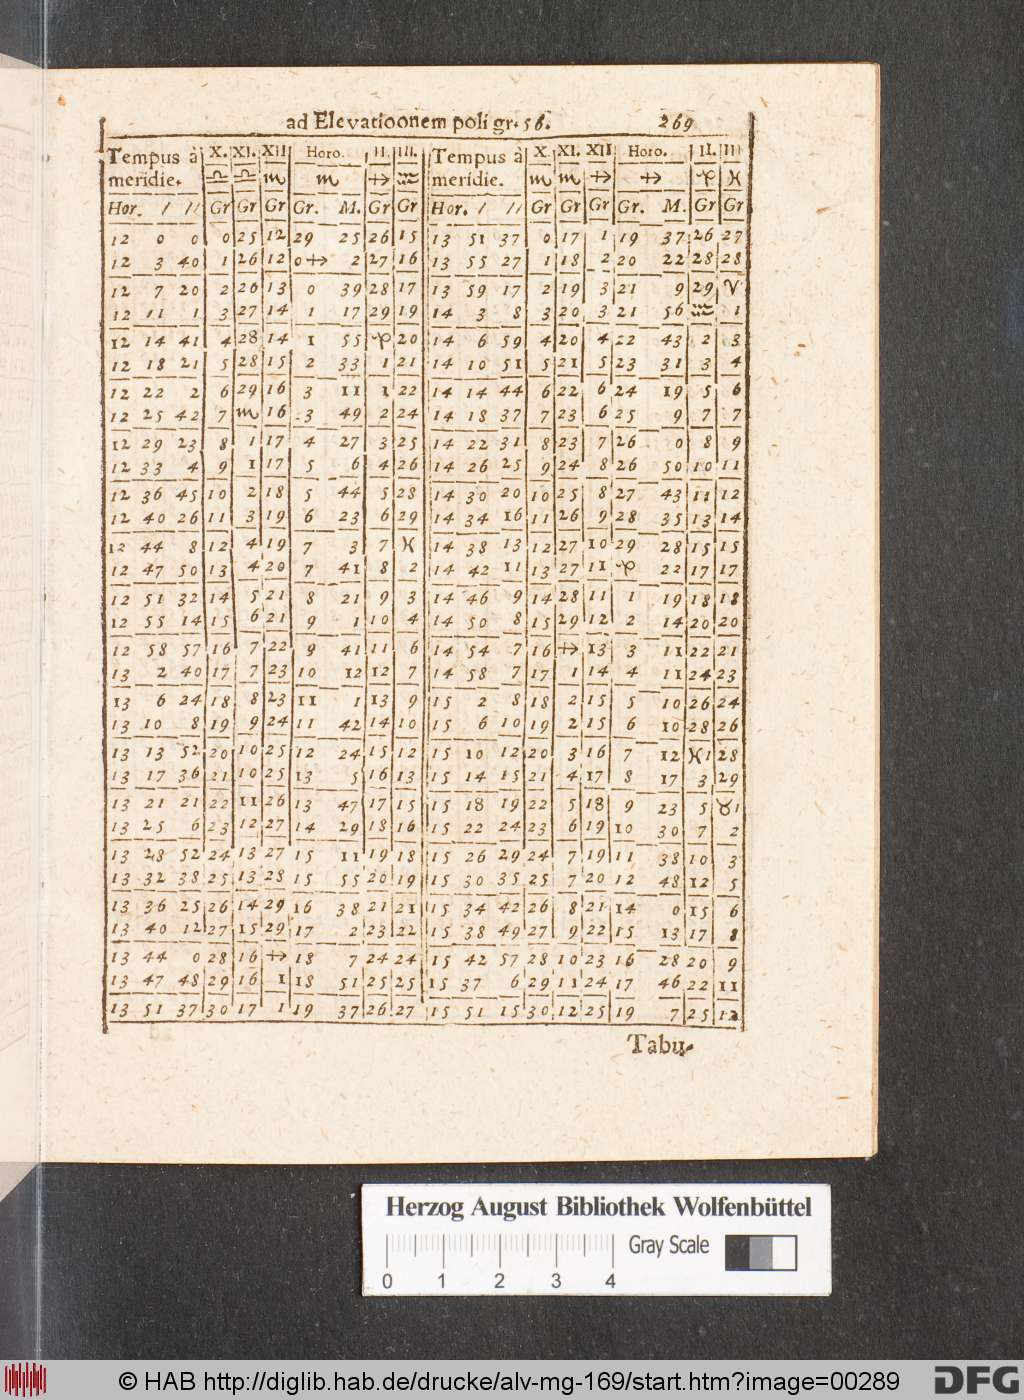 ad Elevatioonem poli gr. 56. 269
Tempus à X. XI. XII Horo. II. III. Tempus à X. XI. XII Horo. II. III
meridie. ♎ ♎ ♏ ♏ ♐ ♒ meridie. ♏ ♏ ♐ ♐ ♈ ♓
Hor. / // Gr Gr Gr Gr. M. Gr Gr Hor. / // Gr Gr Gr Gr. M. Gr Gr
12 0 0 0 25 12 29 25 26 15 13 51 37 0 17 1 19 37 26 27
12 3 40 1 26 12 0♐ 2 27 16 13 55 27 1 18 2 20 22 28 28
12 7 20 2 26 13 0 39 28 17 13 59 17 2 19 3 21 9 29 ♈
12 11 1 3 27 14 1 17 29 19 14 3 8 3 20 3 21 56 ♒ 1
12 14 41 4 28 14 1 55 ♑ 20 14 6 59 4 20 4 22 43 2 3
12 18 21 5 28 15 2 33 1 21 14 10 51 5 21 5 23 31 3 4
12 22 2 6 29 16 3 11 1 22 14 14 44 6 22 6 24 19 5 6
12 25 42 7 ♏ 16 3 49 2 24 14 18 37 7 23 6 25 9 7 7
12 29 23 8 1 17 4 27 3 25 14 22 31 8 23 7 26 0 8 9
12 33 4 9 1 17 5 6 4 26 14 26 25 9 24 8 26 50 10 11
12 36 45 10 2 18 5 44 5 28 14 30 20 10 25 8 27 43 11 12
12 40 26 11 3 19 6 23 6 29 14 34 16 11 26 9 28 35 13 14
12 44 8 12 4 19 7 3 7 ♓ 14 38 13 12 27 10 29 28 15 15
12 47 50 13 4 20 7 41 8 2 14 42 11 13 27 11 ♑ 22 17 17
12 51 32 14 5 21 8 21 9 3 14 46 9 14 28 11 1 19 18 18
12 55 14 15 6 21 9 1 10 4 14 50 8 15 29 12 2 14 20 20
12 58 57 16 7 22 9 41 11 6 14 54 7 16 ♐ 13 3 11 22 21
13 2 40 17 7 23 10 12 12 7 14 58 7 17 1 14 4 11 24 23
13 6 24 18 8 23 11 1 13 9 15 2 8 18 2 15 5 10 26 24
13 10 8 19 9 24 11 42 14 10 15 6 10 19 2 15 6 10 28 26
13 13 52 20 10 25 12 24 15 12 15 10 12 20 3 16 7 12 ♓1 28
13 17 36 21 10 25 13 5 16 13 15 14 15 21 4 17 8 17 3 29
13 21 21 22 11 26 13 47 17 15 15 18 19 22 5 18 9 23 5 ♉1
13 25 6 23 12 27 14 29 18 16 15 22 24 23 6 19 10 30 7 2
13 28 52 24 13 27 15 11 19 18 15 26 29 24 7 19 11 38 10 3
13 32 38 25 13 28 15 55 20 19 15 30 35 25 7 20 12 48 12 5
13 36 25 26 14 29 16 38 21 21 15 34 42 26 8 21 14 0 15 6
13 40 12 27 15 29 17 2 23 22 15 38 49 27 9 22 15 13 17 8
13 44 0 28 16 ♐ 18 7 24 24 15 42 57 28 10 23 16 28 20 9
13 47 48 29 16 1 18 51 25 25 15 37 6 29 11 24 17 46 22 11
13 51 37 30 17 1 19 37 26 27 15 51 15 30 12 25 19 7 25 12
Tabu-
Herzog August Bibliothek Wolfenbüttel
Gray Scale
0 1 2 3 4
© HAB http://diglib.hab.de/drucke/alv-mg-169/start.htm?image=00289
DFG